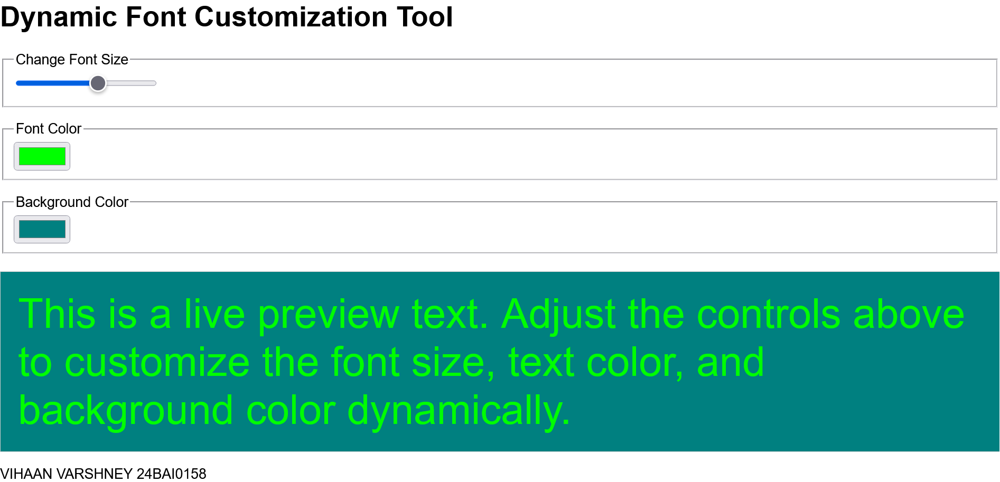 Dynamic Font Customization Tool
Change Font Size
Font Color
Background Color
This is a live preview text. Adjust the controls above
to customize the font size, text color, and
background color dynamically.
VIHAAN VARSHNEY 24BAI0158